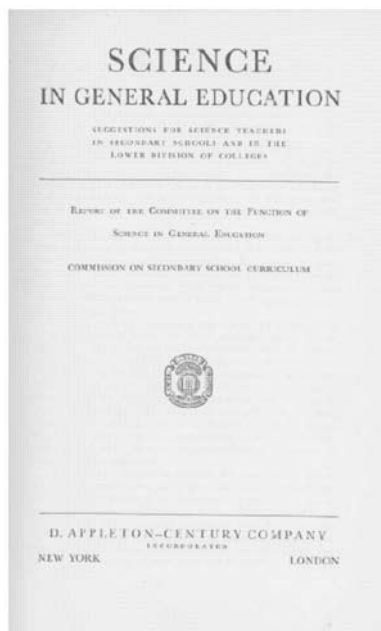 SCIENCE
IN GENERAL EDUCATION
SUGGESTIONS FOR SCIENCE TEACHERS
IN SECONDARY SCHOOLS AND IN THE
LOWER DIVISION OF COLLEGES
REPORT OF THE COMMITTEE ON THE FUNCTION OF
SCIENCE IN GENERAL EDUCATION
COMMISSION ON SECONDARY SCHOOL CURRICULUM
D. APPLETON-CENTURY COMPANY
INCORPORATED
NEW YORK LONDON